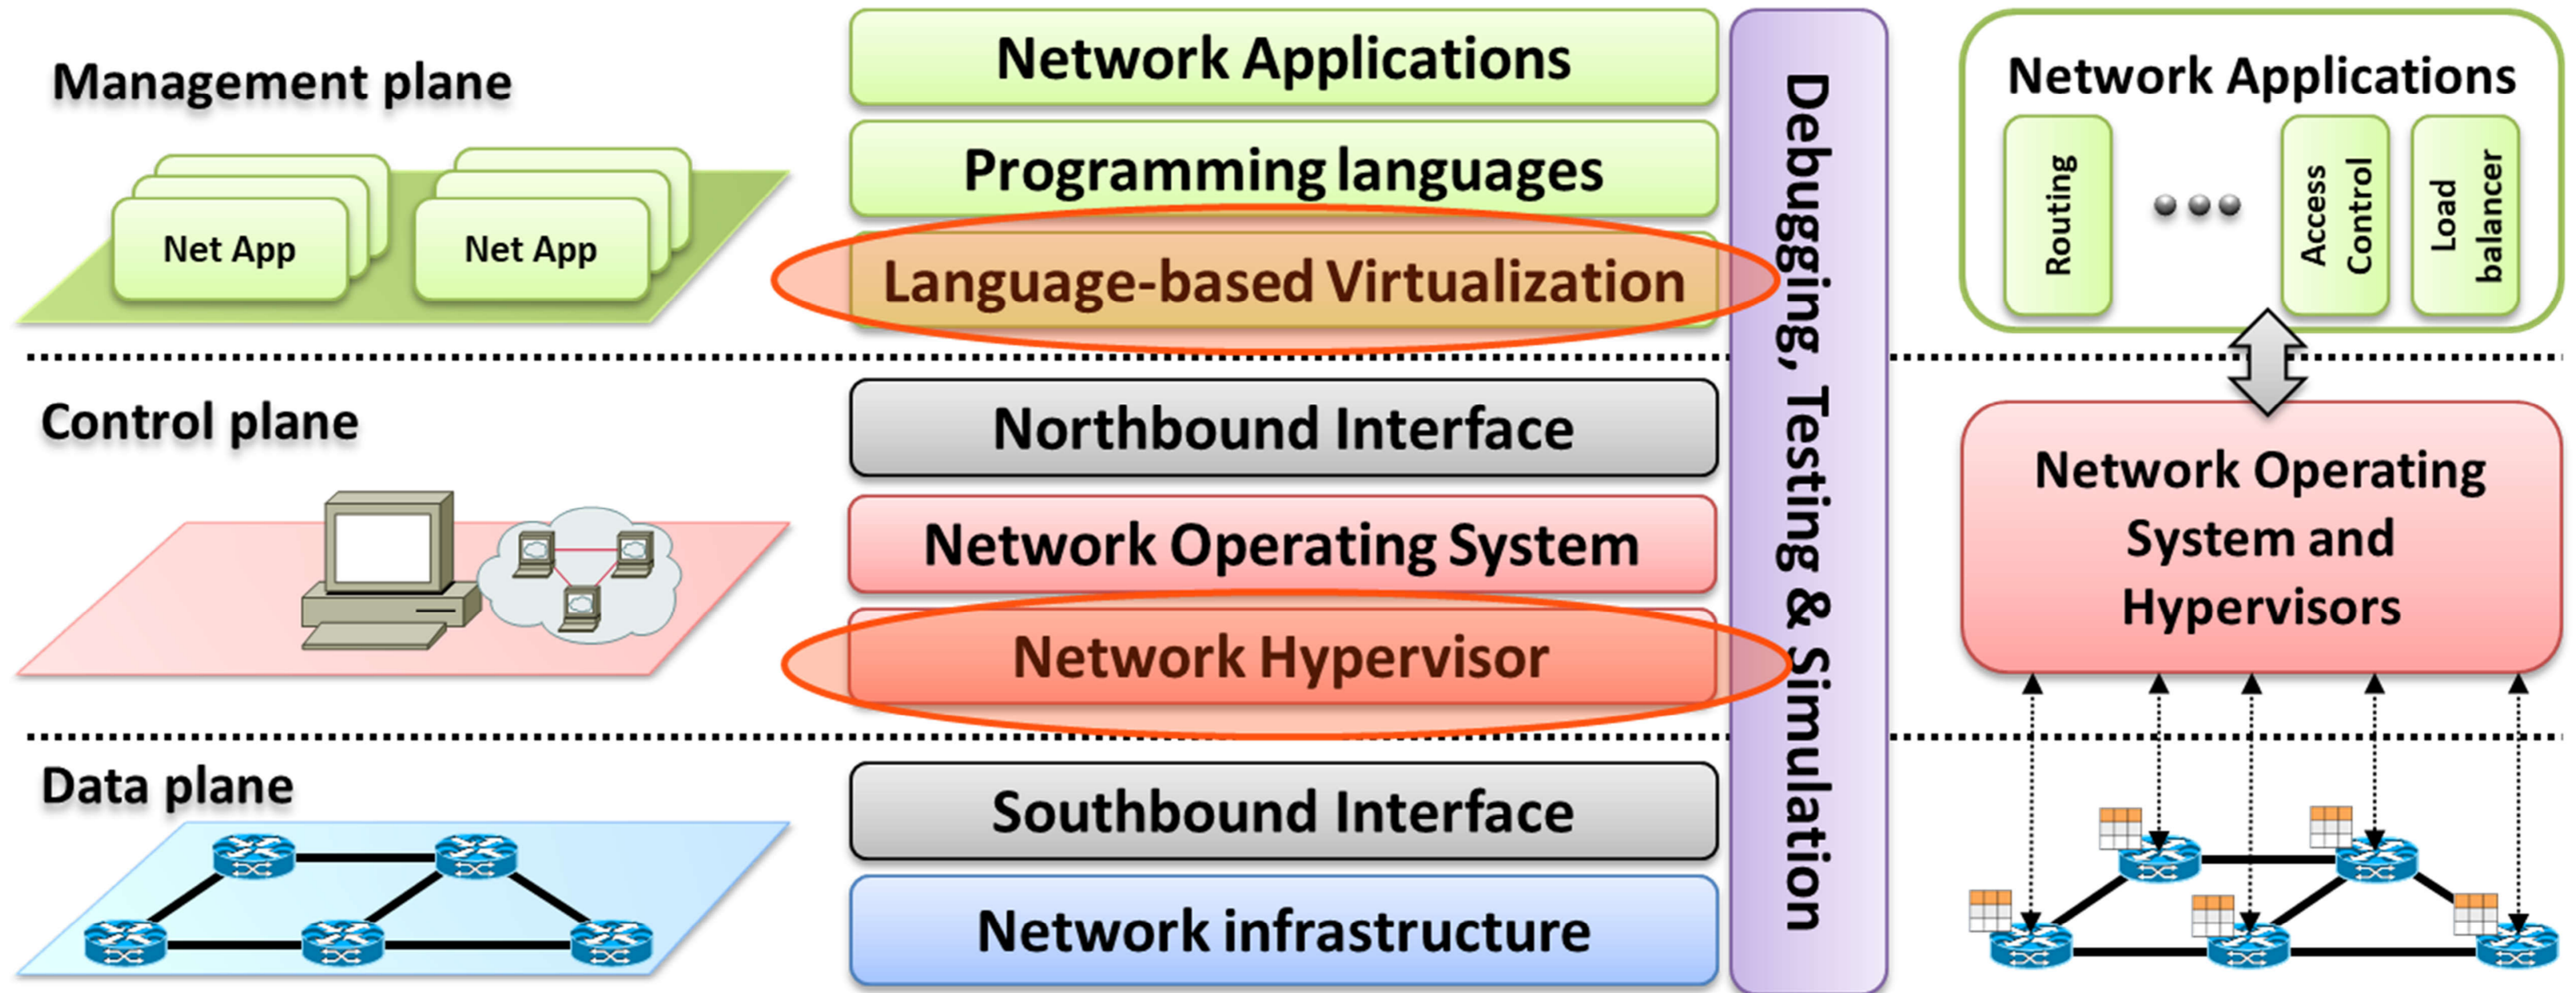 Management plane
Net App
Net App
Control plane
Data plane
Network Applications
Programming languages
Language-based Virtualization
Northbound Interface
Network Operating System
Network Hypervisor
Southbound Interface
Network infrastructure
Debugging, Testing & Simulation
Network Applications
Routing
Access
Control
Load
balancer
Network Operating
System and
Hypervisors